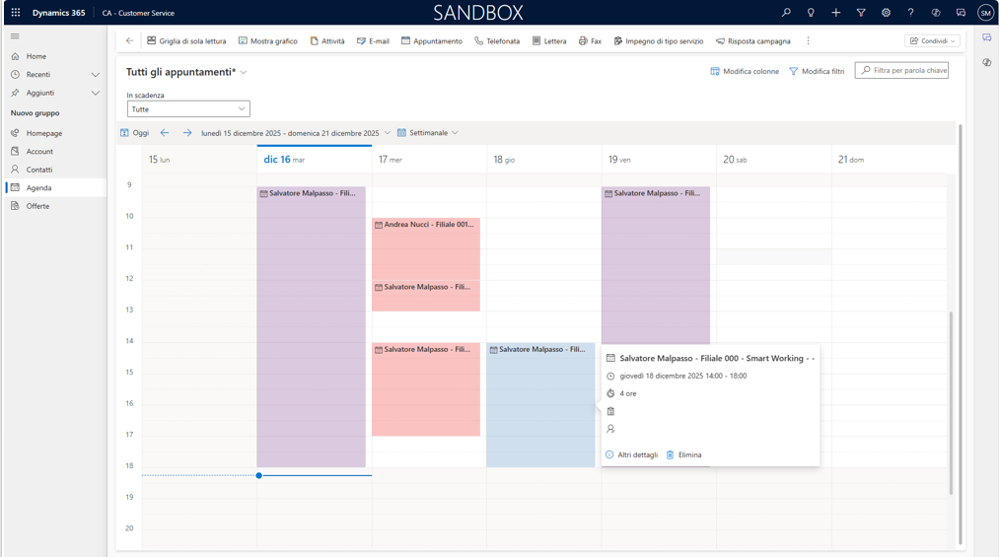 Dynamics 365 CA - Customer Service SANDBOX SM
Griglia di sola lettura Mostra grafico Attività E-mail Appuntamento Telefonata Lettera Fax Impegno di tipo servizio Risposta campagna Condividi
Home
Recenti
Aggiunti
Nuovo gruppo
Homepage
Account
Contatti
Agenda
Offerte
Tutti gli appuntamenti* Modifica colonne Modifica filtri Filtra per parola chiave
In scadenza
Tutte
Oggi lunedì 15 dicembre 2025 - domenica 21 dicembre 2025 Settimanale
15 lun dic 16 mar 17 mer 18 gio 19 ven 20 sab 21 dom
9
Salvatore Malpasso - Fili... Salvatore Malpasso - Fili...
10
Andrea Nucci - Filiale 001...
11
12
Salvatore Malpasso - Fili...
13
14
Salvatore Malpasso - Fili... Salvatore Malpasso - Fili...
Salvatore Malpasso - Filiale 000 - Smart Working - -
15
giovedì 18 dicembre 2025 14:00 - 18:00
4 ore
16
17
Altri dettagli Elimina
18
19
20